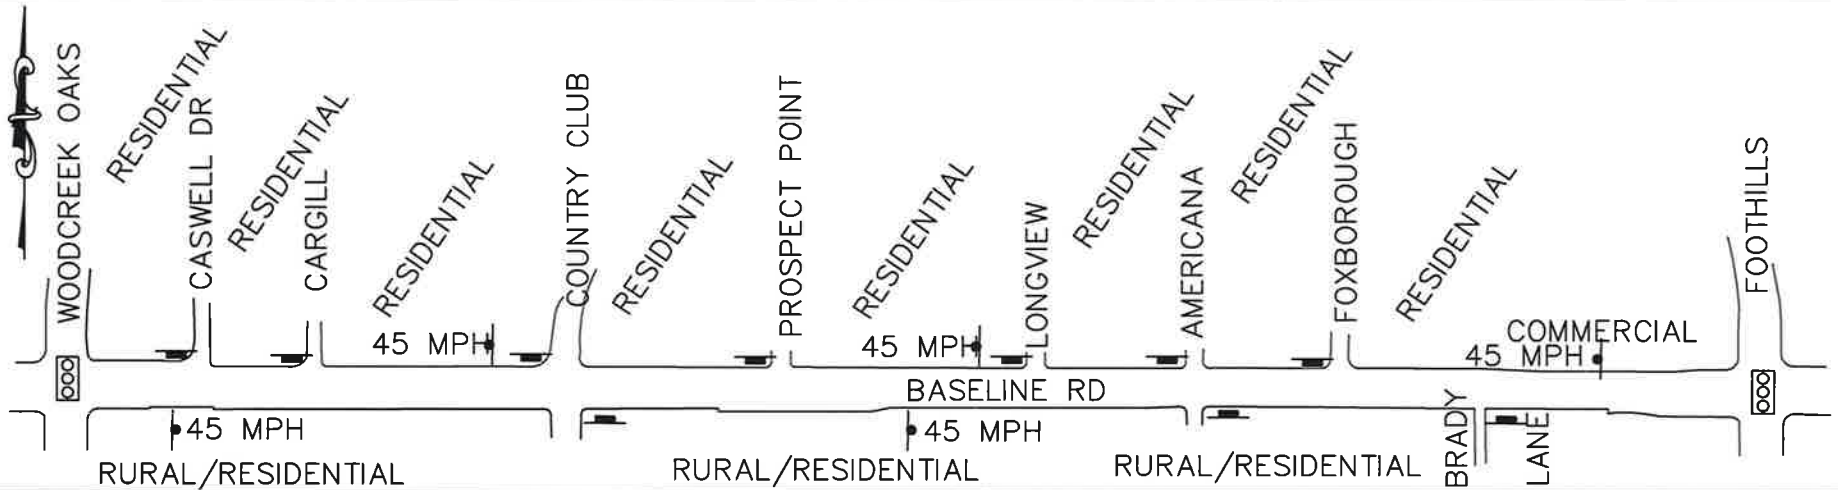 WOODCREEK OAKS
RESIDENTIAL
CASWELL DR
RESIDENTIAL
CARGILL
RESIDENTIAL
45 MPH
COUNTRY CLUB
RESIDENTIAL
PROSPECT POINT
RESIDENTIAL
45 MPH
LONGVIEW
RESIDENTIAL
AMERICANA
RESIDENTIAL
FOXBOROUGH
RESIDENTIAL
COMMERCIAL
45 MPH
FOOTHILLS
BASELINE RD
45 MPH
45 MPH
BRADY
LANE
RURAL/RESIDENTIAL
RURAL/RESIDENTIAL
RURAL/RESIDENTIAL